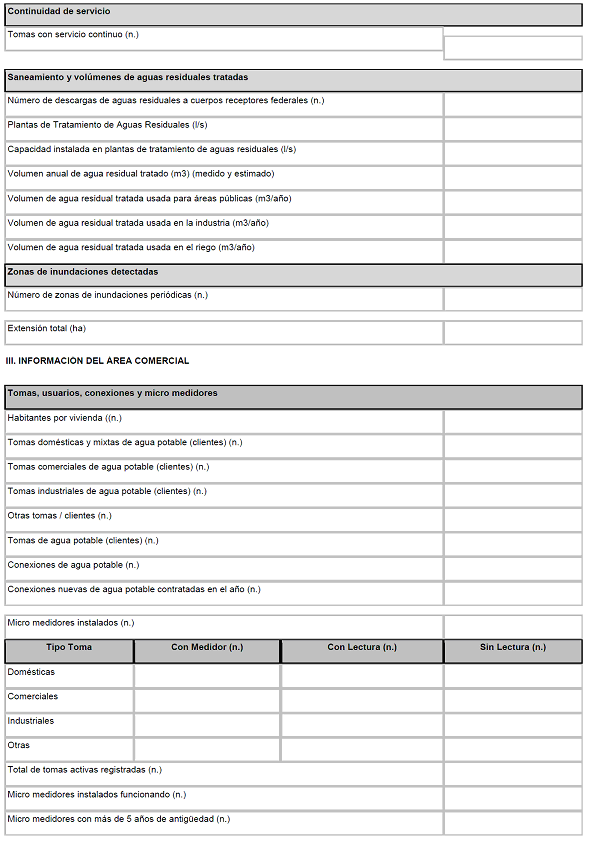 Continuidad de servicio
Tomas con servicio continuo (n.)
Saneamiento y volúmenes de aguas residuales tratadas
Número de descargas de aguas residuales a cuerpos receptores federales (n.)
Plantas de Tratamiento de Aguas Residuales (l/s)
Capacidad instalada en plantas de tratamiento de aguas residuales (l/s)
Volumen anual de agua residual tratado (m3) (medido y estimado)
Volumen de agua residual tratada usada para áreas públicas (m3/año)
Volumen de agua residual tratada usada en la industria (m3/año)
Volumen de agua residual tratada usada en el riego (m3/año)
Zonas de inundaciones detectadas
Número de zonas de inundaciones periódicas (n.)
Extensión total (ha)
III. INFORMACION DEL AREA COMERCIAL
Tomas, usuarios, conexiones y micro medidores
Habitantes por vivienda ((n.)
Tomas domésticas y mixtas de agua potable (clientes) (n.)
Tomas comerciales de agua potable (clientes) (n.)
Tomas industriales de agua potable (clientes) (n.)
Otras tomas / clientes (n.)
Tomas de agua potable (clientes) (n.)
Conexiones de agua potable (n.)
Conexiones nuevas de agua potable contratadas en el año (n.)
Micro medidores instalados (n.)
Tipo Toma Con Medidor (n.) Con Lectura (n.) Sin Lectura (n.)
Domésticas
Comerciales
Industriales
Otras
Total de tomas activas registradas (n.)
Micro medidores instalados funcionando (n.)
Micro medidores con más de 5 años de antigüedad (n.)